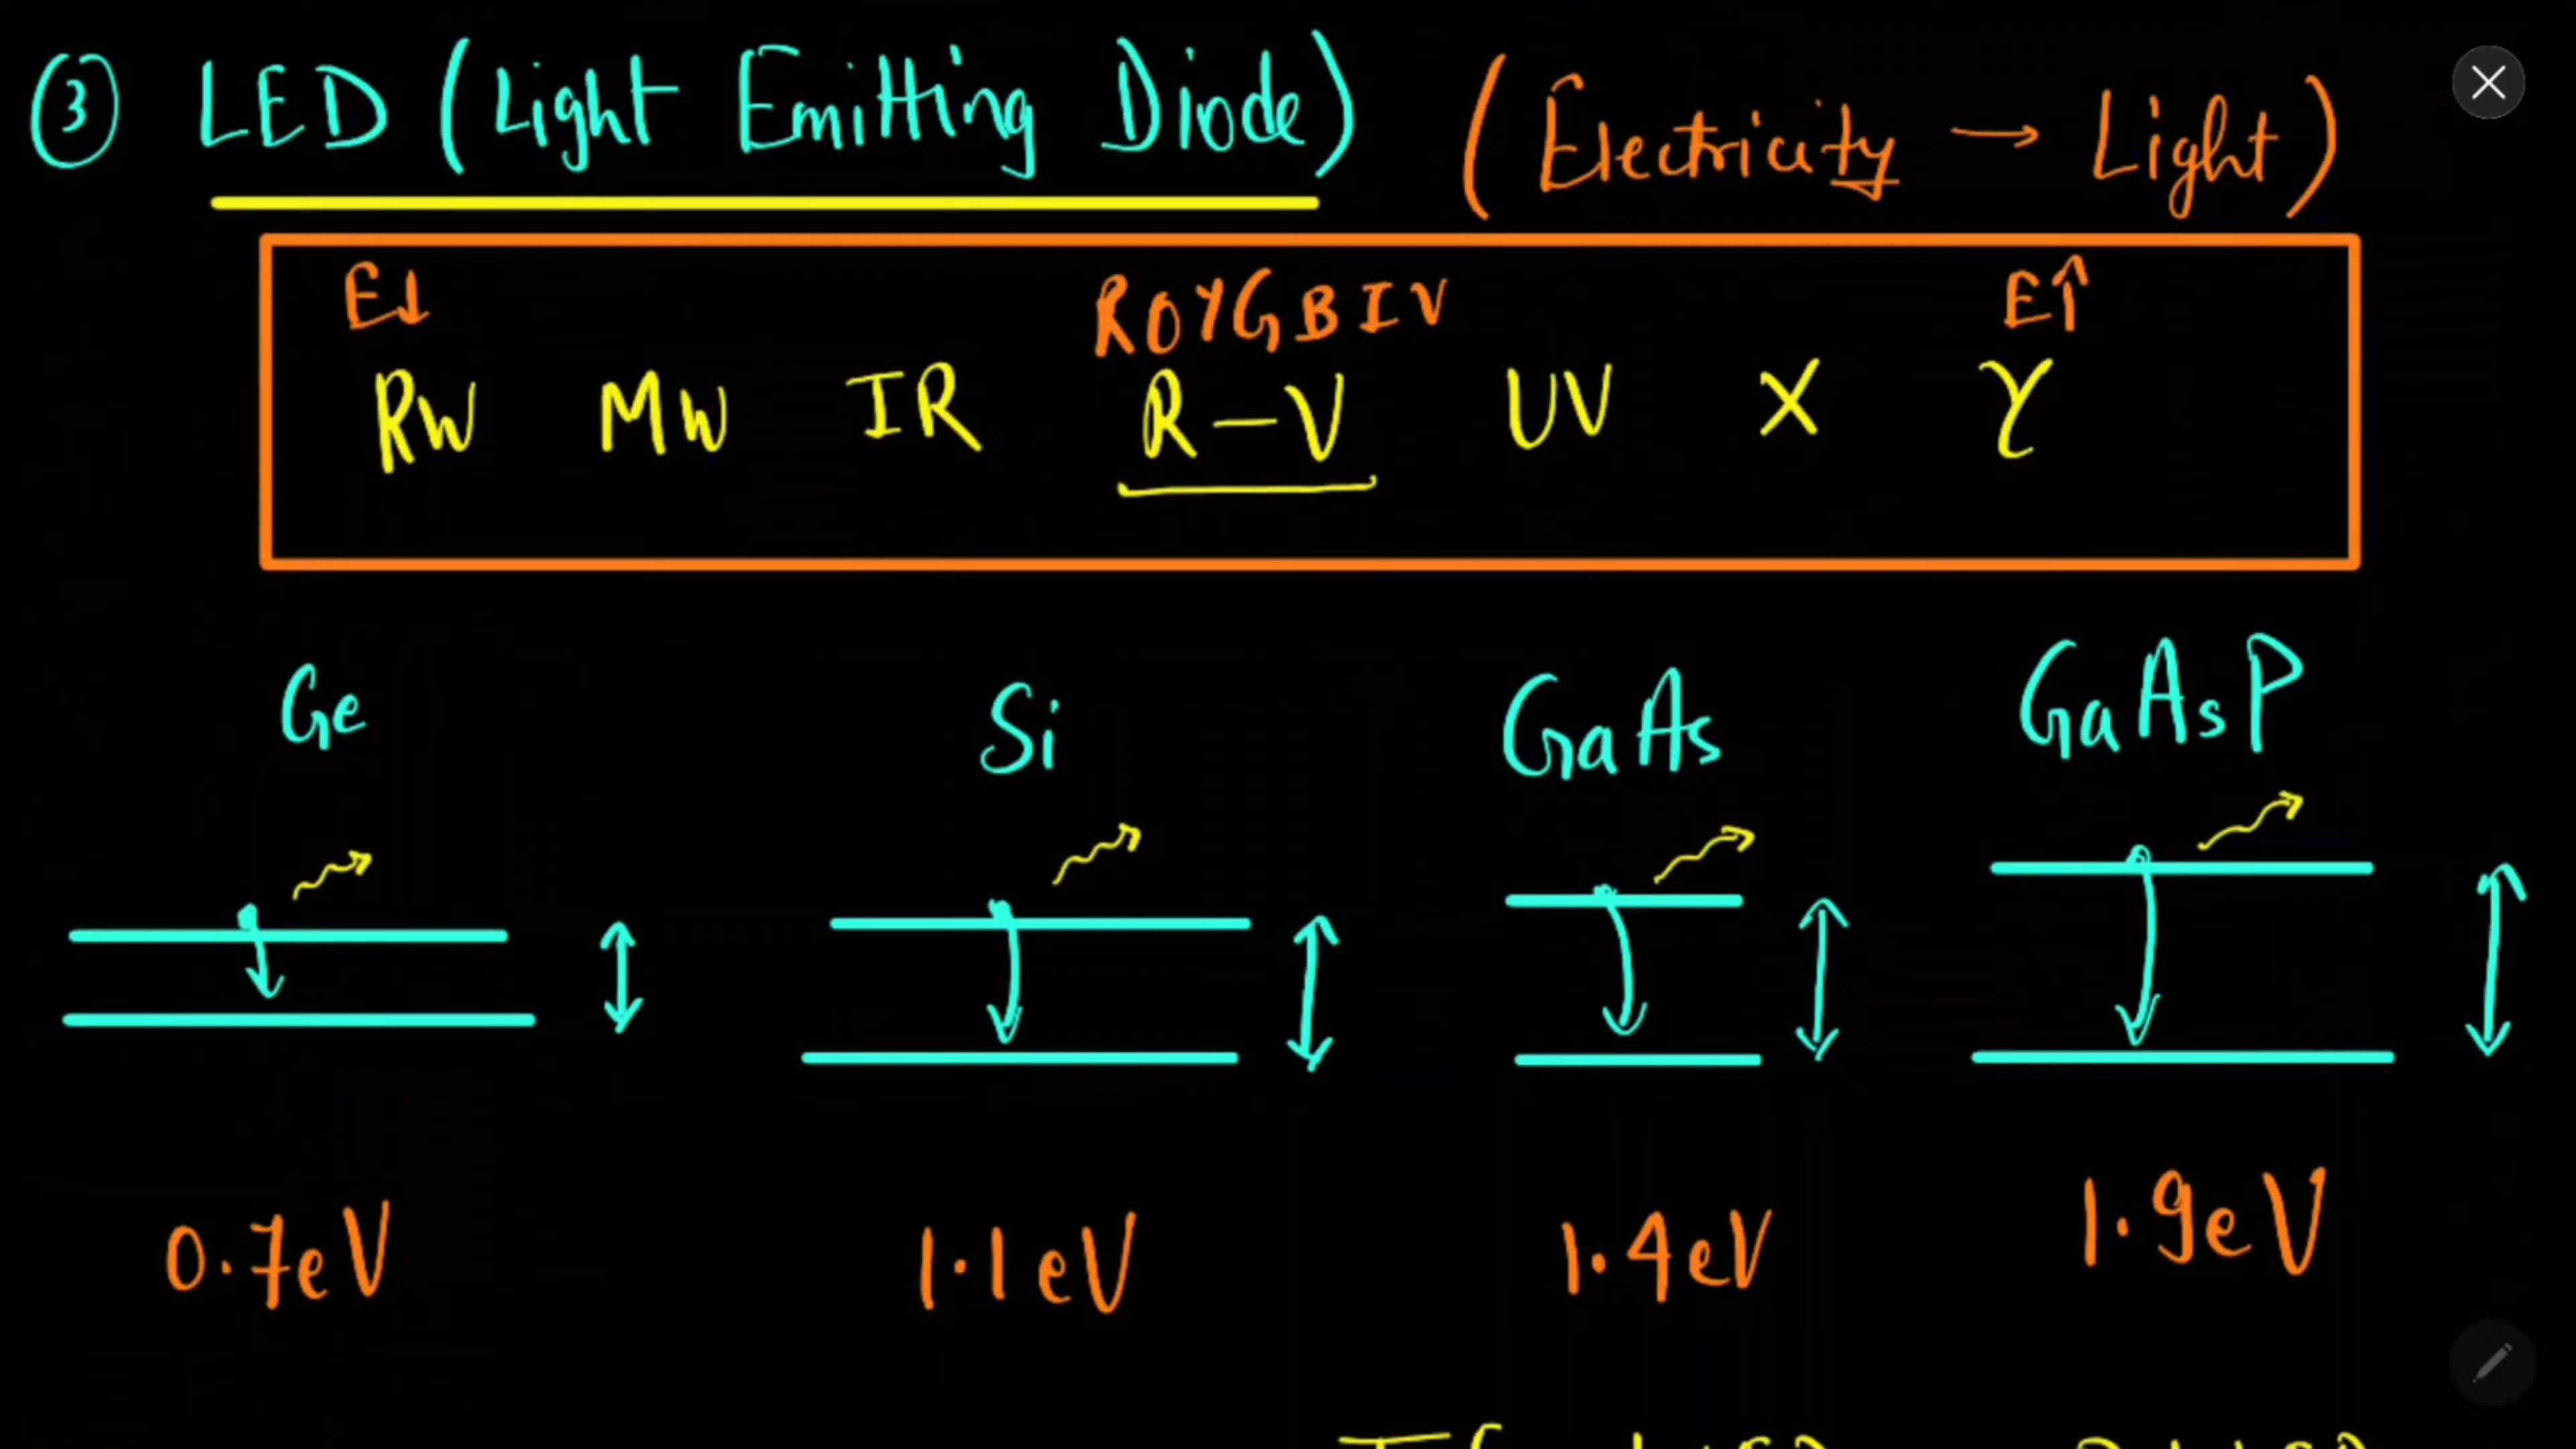 ③ LED (Light Emitting Diode) (Electricity → Light)
E↓ ROYGBIV E↑
RW MW IR R-V UV X γ
Ge Si GaAs GaAsP
0.7eV 1.1eV 1.4eV 1.9eV